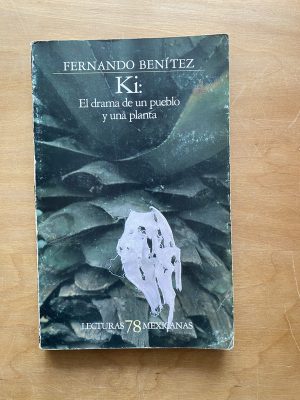 FERNANDO BENÍTEZ
Ki:
El drama de un pueblo
y una planta
LECTURAS 78 MEXICANAS